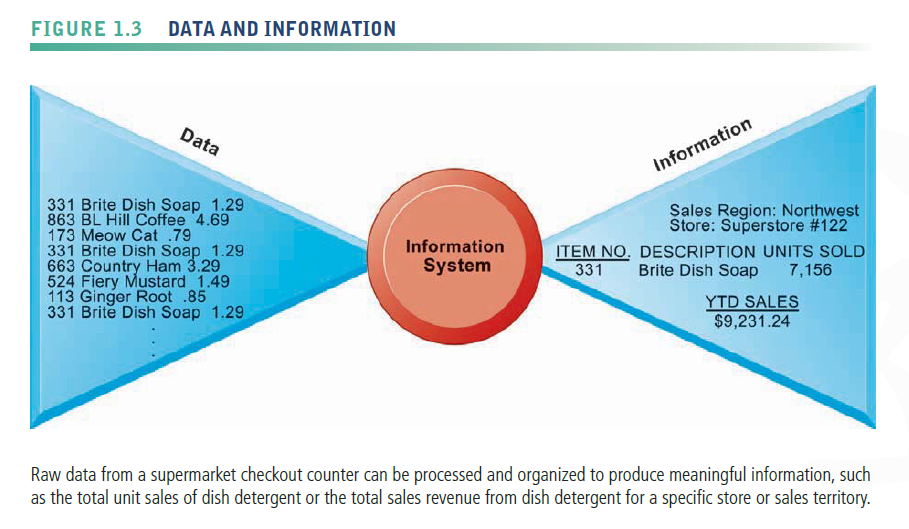 FIGURE 1.3 DATA AND INFORMATION
Data
331 Brite Dish Soap 1.29
863 BL Hill Coffee 4.69
173 Meow Cat .79
331 Brite Dish Soap 1.29
663 Country Ham 3.29
524 Fiery Mustard 1.49
113 Ginger Root .85
331 Brite Dish Soap 1.29
.
.
.
Information
System
Information
Sales Region: Northwest
Store: Superstore #122
ITEM NO. DESCRIPTION UNITS SOLD
331 Brite Dish Soap 7,156
YTD SALES
$9,231.24
Raw data from a supermarket checkout counter can be processed and organized to produce meaningful information, such
as the total unit sales of dish detergent or the total sales revenue from dish detergent for a specific store or sales territory.